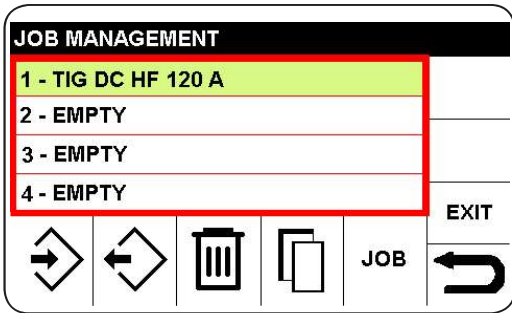 JOB MANAGEMENT
1 - TIG DC HF 120 A
2 - EMPTY
3 - EMPTY
4 - EMPTY
EXIT
JOB